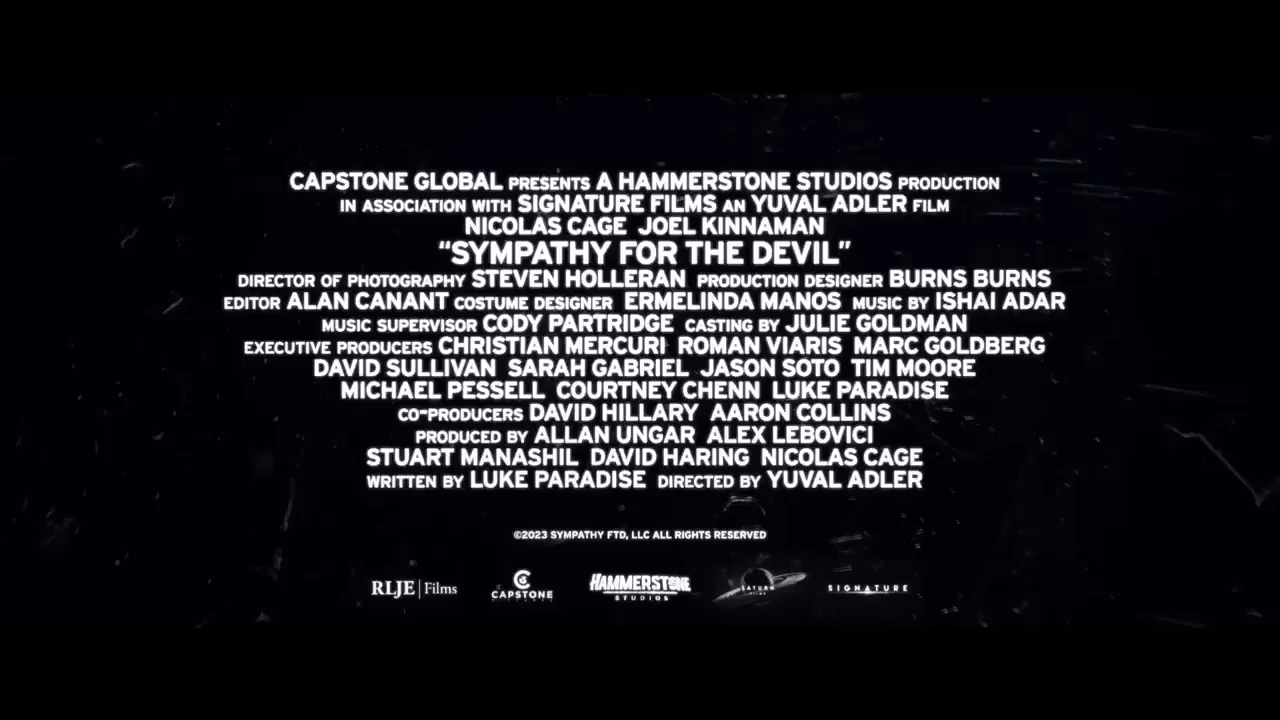 CAPSTONE GLOBAL PRESENTS A HAMMERSTONE STUDIOS PRODUCTION
IN ASSOCIATION WITH SIGNATURE FILMS AN YUVAL ADLER FILM
NICOLAS CAGE JOEL KINNAMAN
“SYMPATHY FOR THE DEVIL”
DIRECTOR OF PHOTOGRAPHY STEVEN HOLLERAN PRODUCTION DESIGNER BURNS BURNS
EDITOR ALAN CANANT COSTUME DESIGNER ERMELINDA MANOS MUSIC BY ISHAI ADAR
MUSIC SUPERVISOR CODY PARTRIDGE CASTING BY JULIE GOLDMAN
EXECUTIVE PRODUCERS CHRISTIAN MERCURI ROMAN VIARIS MARC GOLDBERG
DAVID SULLIVAN SARAH GABRIEL JASON SOTO TIM MOORE
MICHAEL PESSELL COURTNEY CHENN LUKE PARADISE
CO-PRODUCERS DAVID HILLARY AARON COLLINS
PRODUCED BY ALLAN UNGAR ALEX LEBOVICI
STUART MANASHIL DAVID HARING NICOLAS CAGE
WRITTEN BY LUKE PARADISE DIRECTED BY YUVAL ADLER
©2023 SYMPATHY FTD, LLC ALL RIGHTS RESERVED
RLJE | Films CAPSTONE HAMMERSTONE STUDIOS SATURN FILMS SIGNATURE